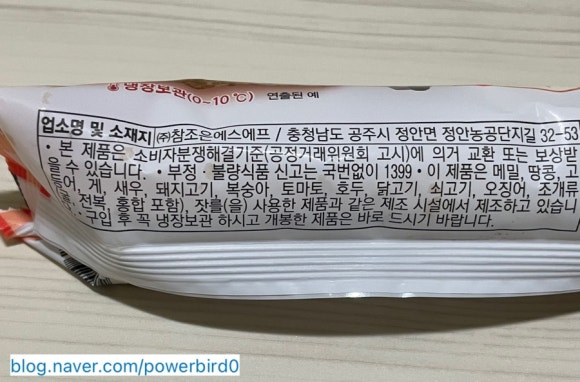 냉장보관(0~10℃) 연출된 예
업소명 및 소재지 ㈜참조은에스에프 / 충청남도 공주시 정안면 정안농공단지길 32-53
• 본 제품은 소비자분쟁해결기준(공정거래위원회 고시)에 의거 교환 또는 보상받
을 수 있습니다. • 부정 · 불량식품 신고는 국번없이 1399 • 이 제품은 메밀, 땅콩, 고
등어, 게, 새우, 돼지고기, 복숭아, 토마토, 호두, 닭고기, 쇠고기, 오징어, 조개류
전복, 홍합 포함), 잣을(를) 사용한 제품과 같은 제조 시설에서 제조하고 있습니
• 구입 후 꼭 냉장보관 하시고 개봉한 제품은 바로 드시기 바랍니다.
blog.naver.com/powerbird0